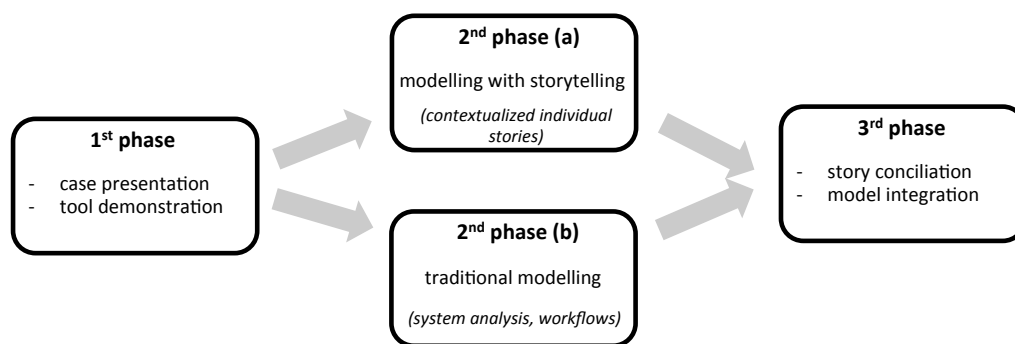 1st phase
- case presentation
- tool demonstration
2nd phase (a)
modelling with storytelling
(contextualized individual
stories)
2nd phase (b)
traditional modelling
(system analysis, workflows)
3rd phase
- story conciliation
- model integration